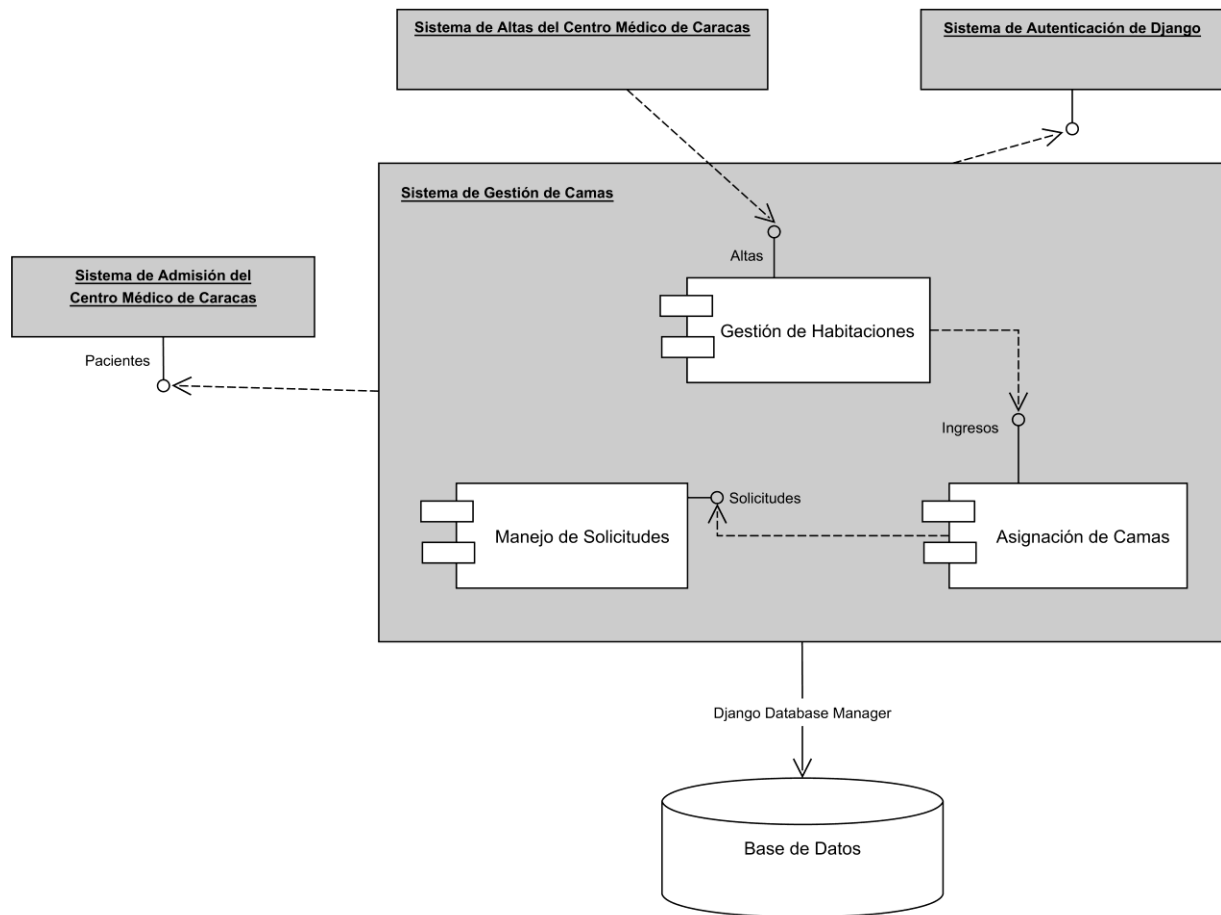 Sistema de Altas del Centro Médico de Caracas
Sistema de Autenticación de Django
Sistema de Gestión de Camas
Altas
Sistema de Admisión del
Centro Médico de Caracas
Gestión de Habitaciones
Pacientes
Ingresos
Solicitudes
Manejo de Solicitudes
Asignación de Camas
Django Database Manager
Base de Datos